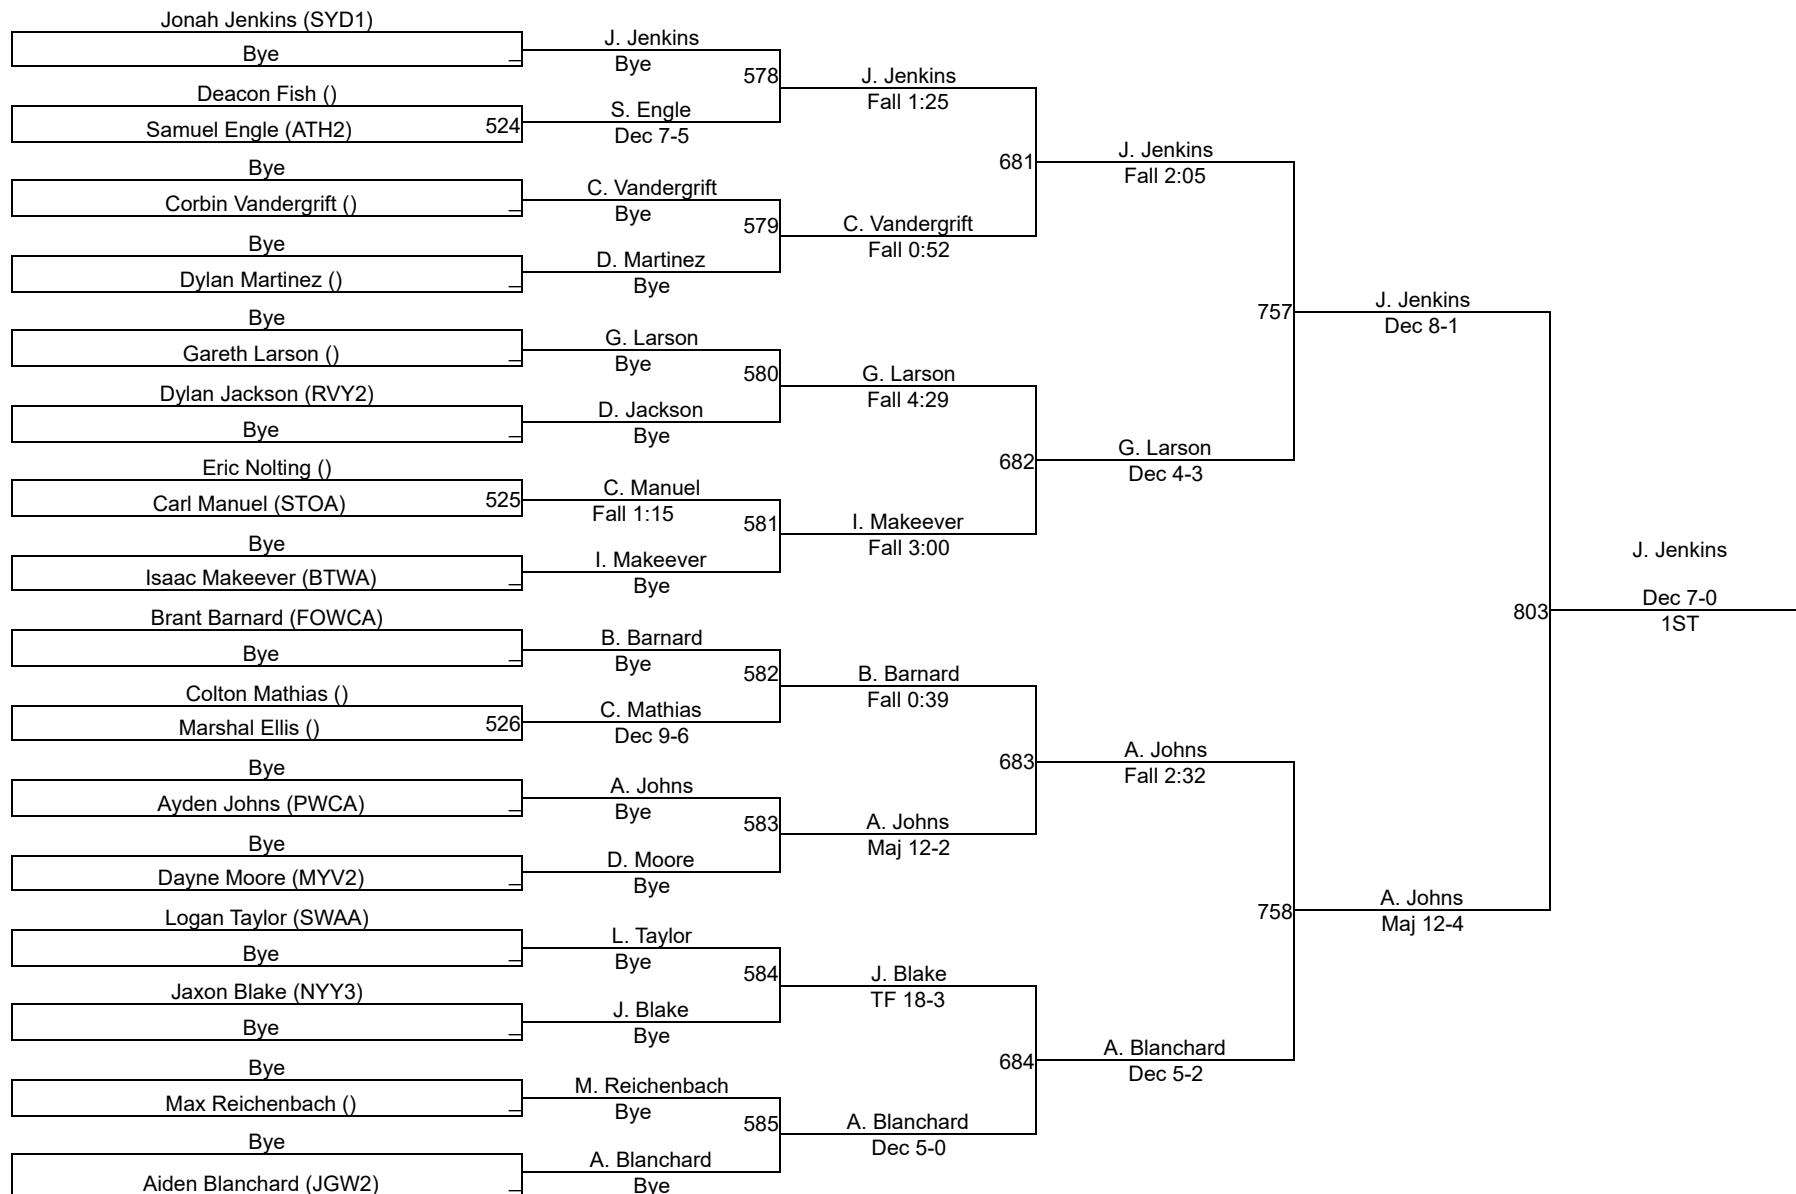 Jonah Jenkins (SYD1)
Bye
Deacon Fish ()
Samuel Engle (ATH2)
524
Bye
Corbin Vandergrift ()
Bye
Dylan Martinez ()
Bye
Gareth Larson ()
Dylan Jackson (RVY2)
Bye
Eric Nolting ()
Carl Manuel (STOA)
525
Bye
Isaac Makeever (BTWA)
Brant Barnard (FOWCA)
Bye
Colton Mathias ()
Marshal Ellis ()
526
Bye
Ayden Johns (PWCA)
Bye
Dayne Moore (MYV2)
Logan Taylor (SWAA)
Bye
Jaxon Blake (NYY3)
Bye
Bye
Max Reichenbach ()
Bye
Aiden Blanchard (JGW2)
J. Jenkins
Bye
578
S. Engle
Dec 7-5
C. Vandergrift
Bye
579
D. Martinez
Bye
G. Larson
Bye
580
D. Jackson
Bye
C. Manuel
Fall 1:15
581
I. Makeever
Bye
B. Barnard
Bye
582
C. Mathias
Dec 9-6
A. Johns
Bye
583
D. Moore
Bye
L. Taylor
Bye
584
J. Blake
Bye
M. Reichenbach
Bye
585
A. Blanchard
Bye
J. Jenkins
Fall 1:25
681
C. Vandergrift
Fall 0:52
G. Larson
Fall 4:29
682
I. Makeever
Fall 3:00
B. Barnard
Fall 0:39
683
A. Johns
Maj 12-2
J. Blake
TF 18-3
684
A. Blanchard
Dec 5-0
J. Jenkins
Fall 2:05
757
G. Larson
Dec 4-3
A. Johns
Fall 2:32
758
A. Blanchard
Dec 5-2
J. Jenkins
Dec 8-1
803
A. Johns
Maj 12-4
J. Jenkins
Dec 7-0
1ST